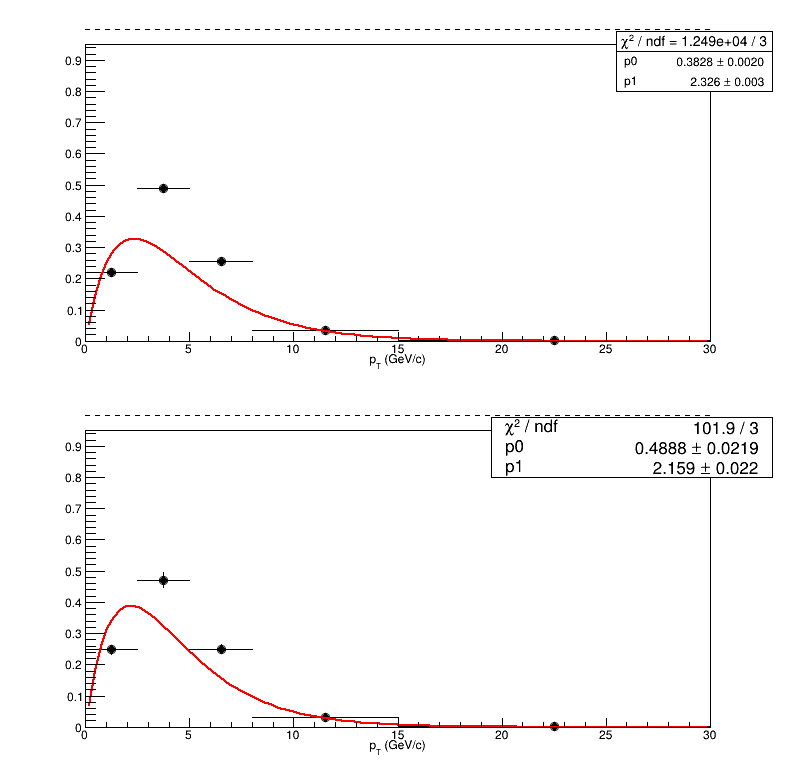 χ² / ndf = 1.249e+04 / 3
p0 0.3828 ± 0.0020
p1 2.326 ± 0.003
0.9
0.8
0.7
0.6
0.5
0.4
0.3
0.2
0.1
0
0 5 10 15 20 25 30
p_T (GeV/c)
χ² / ndf 101.9 / 3
p0 0.4888 ± 0.0219
p1 2.159 ± 0.022
0.9
0.8
0.7
0.6
0.5
0.4
0.3
0.2
0.1
0
0 5 10 15 20 25 30
p_T (GeV/c)